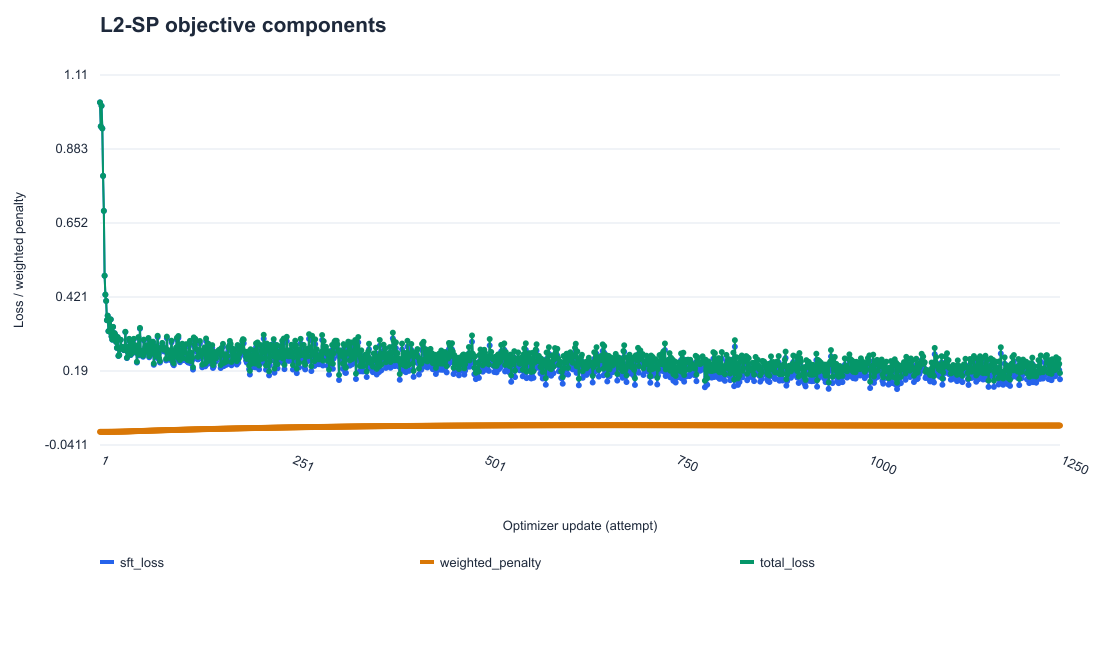 L2-SP objective components
1.11
0.883
0.652
0.421
0.19
-0.0411
Loss / weighted penalty
1
251
501
750
1000
1250
Optimizer update (attempt)
sft_loss
weighted_penalty
total_loss